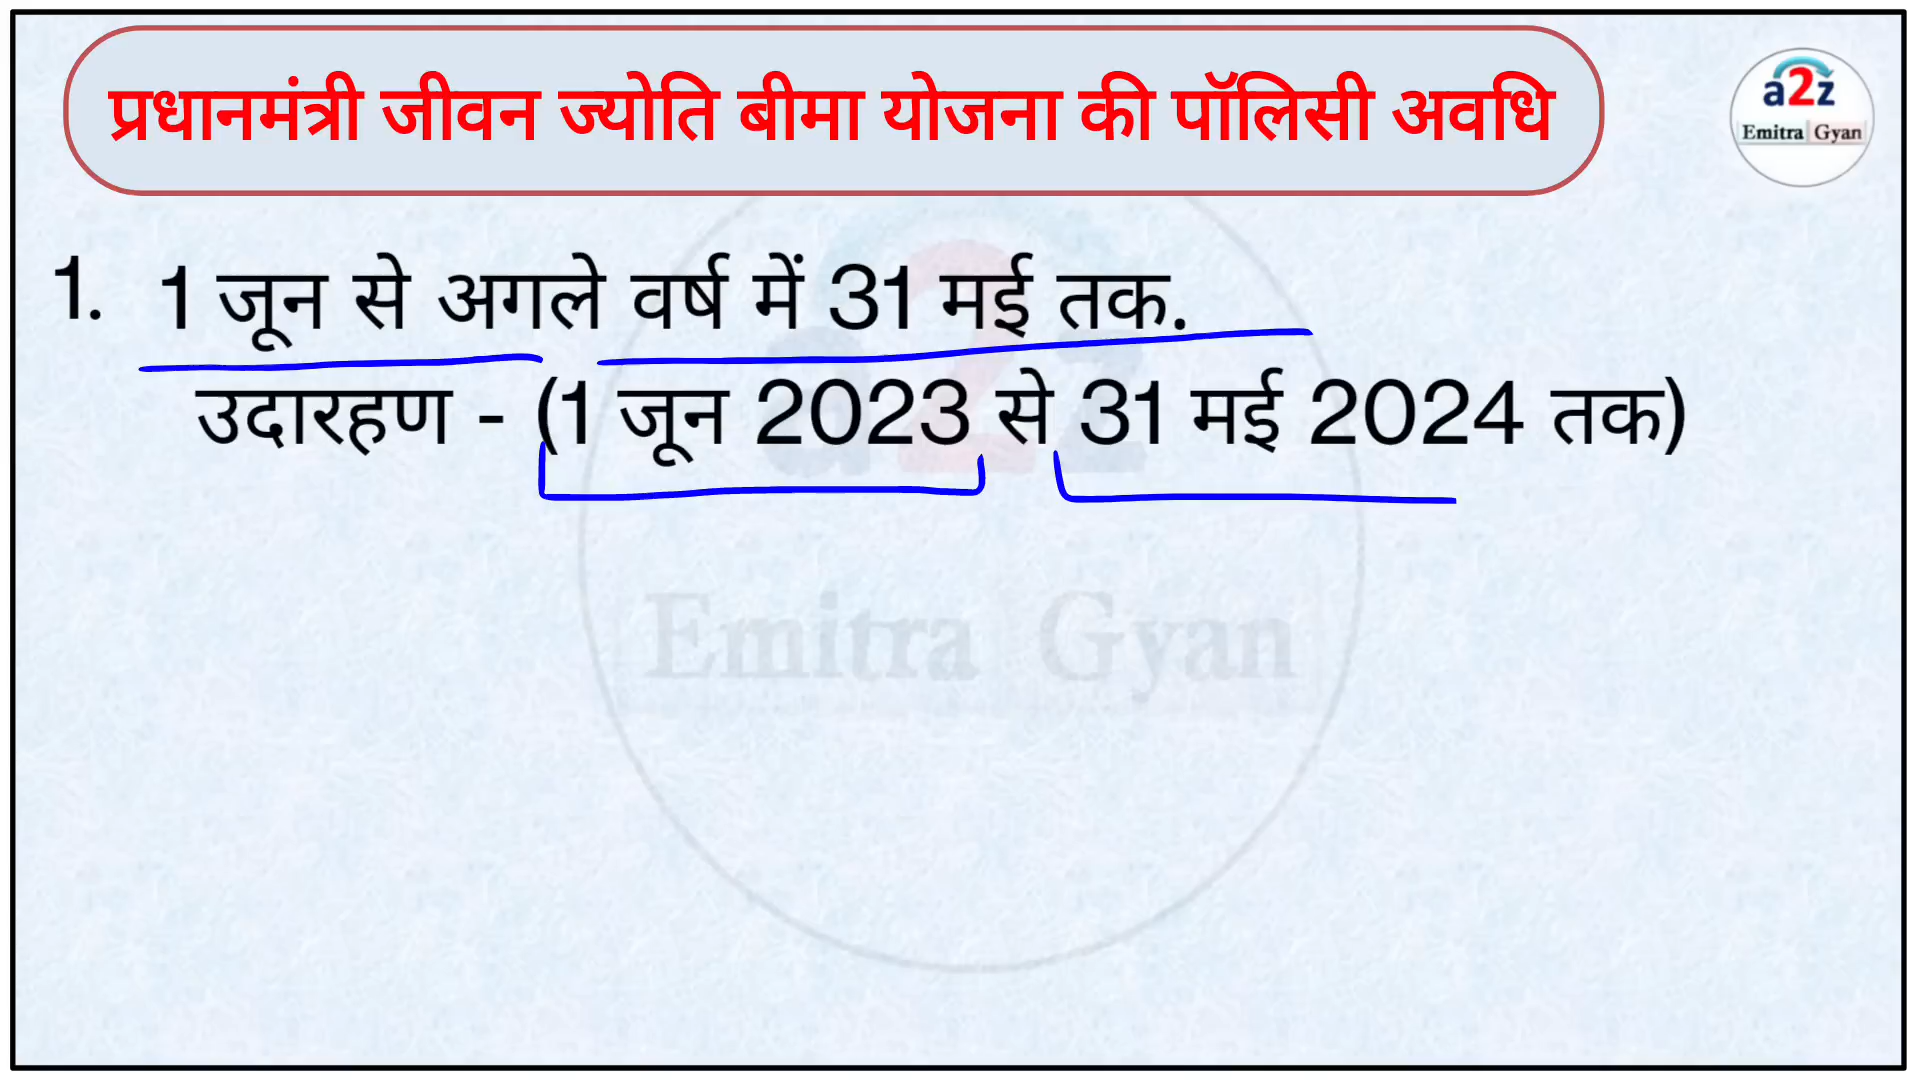 प्रधानमंत्री जीवन ज्योति बीमा योजना की पॉलिसी अवधि
a2z
Emitra Gyan
1. 1 जून से अगले वर्ष में 31 मई तक.
उदारहण - (1 जून 2023 से 31 मई 2024 तक)
a2z
Emitra Gyan